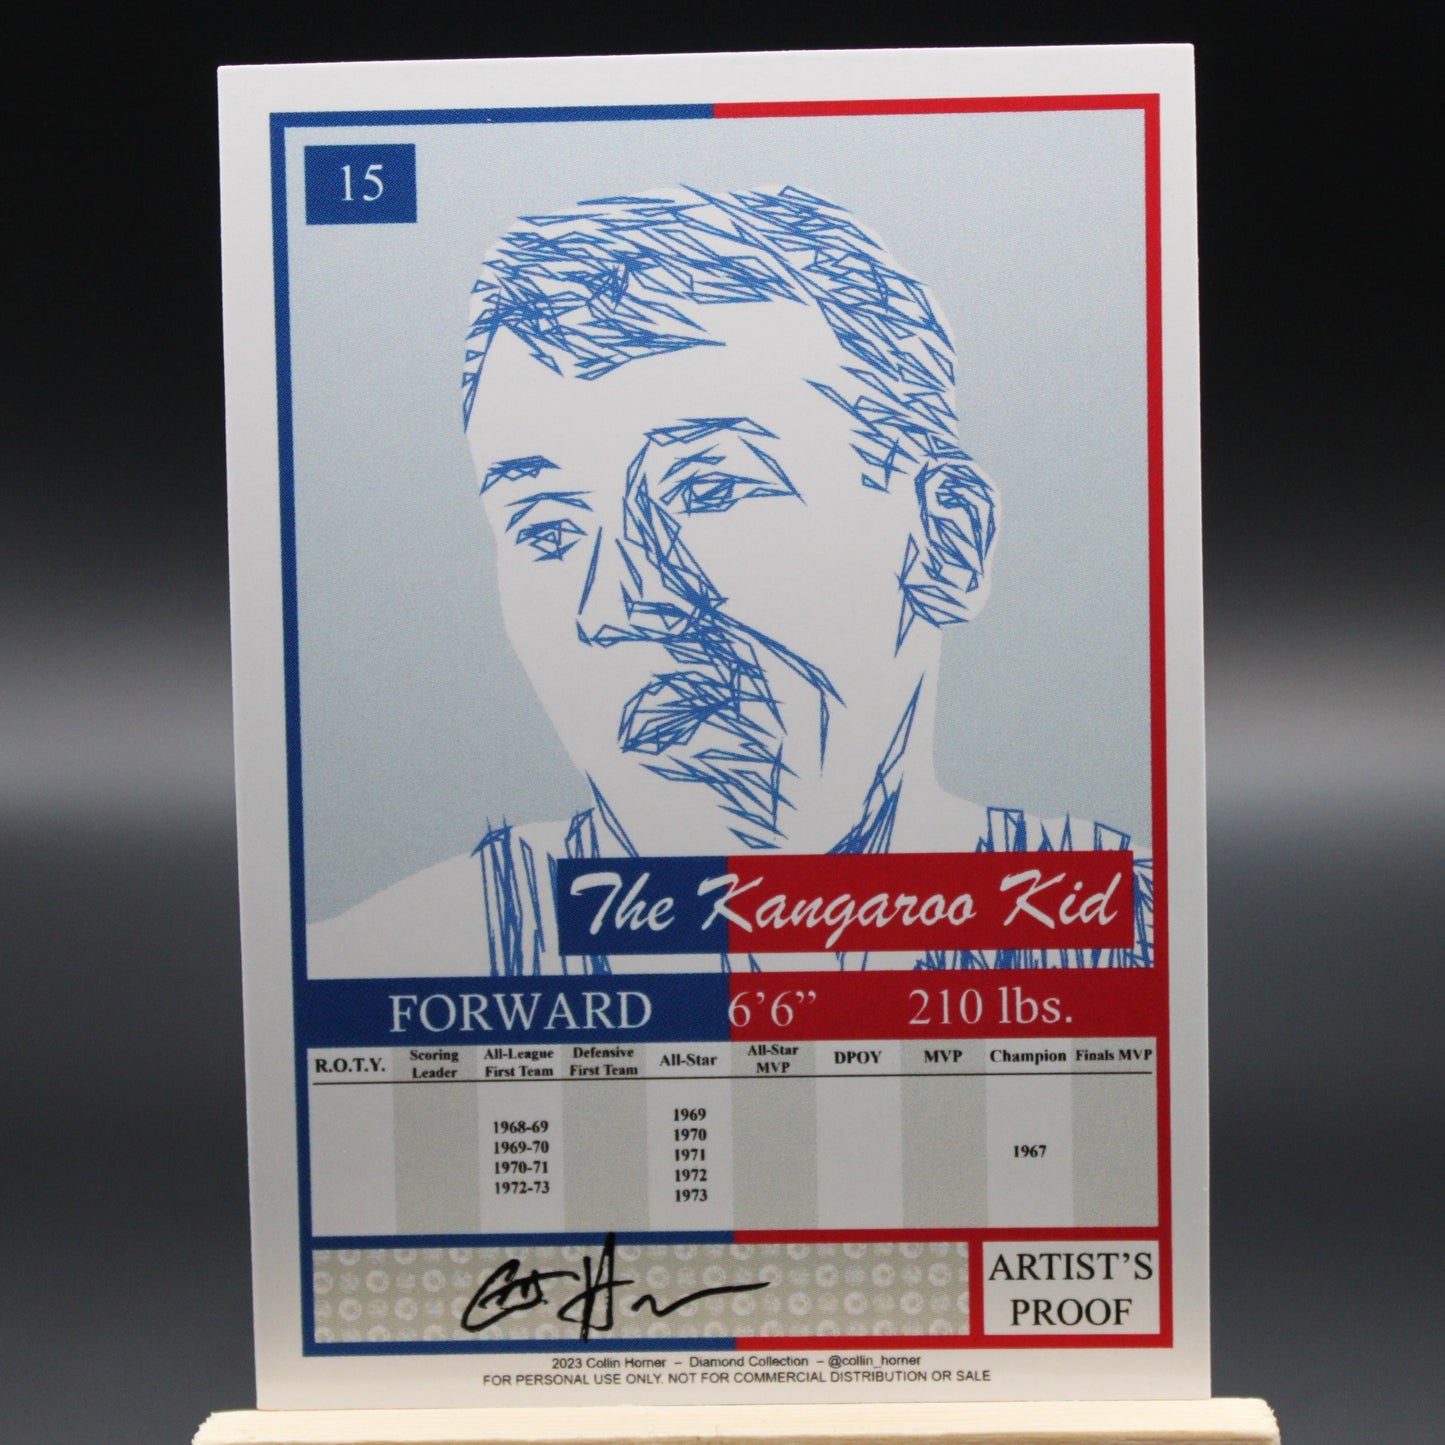 15
The Kangaroo Kid
FORWARD 6’6” 210 lbs.
R.O.T.Y. Scoring Leader All-League First Team Defensive First Team All-Star All-Star MVP DPOY MVP Champion Finals MVP
1968-69
1969-70
1970-71
1972-73
1969
1970
1971
1972
1973
1967
ARTIST’S
PROOF
2023 Collin Horner – Diamond Collection – @collin_horner
FOR PERSONAL USE ONLY. NOT FOR COMMERCIAL DISTRIBUTION OR SALE